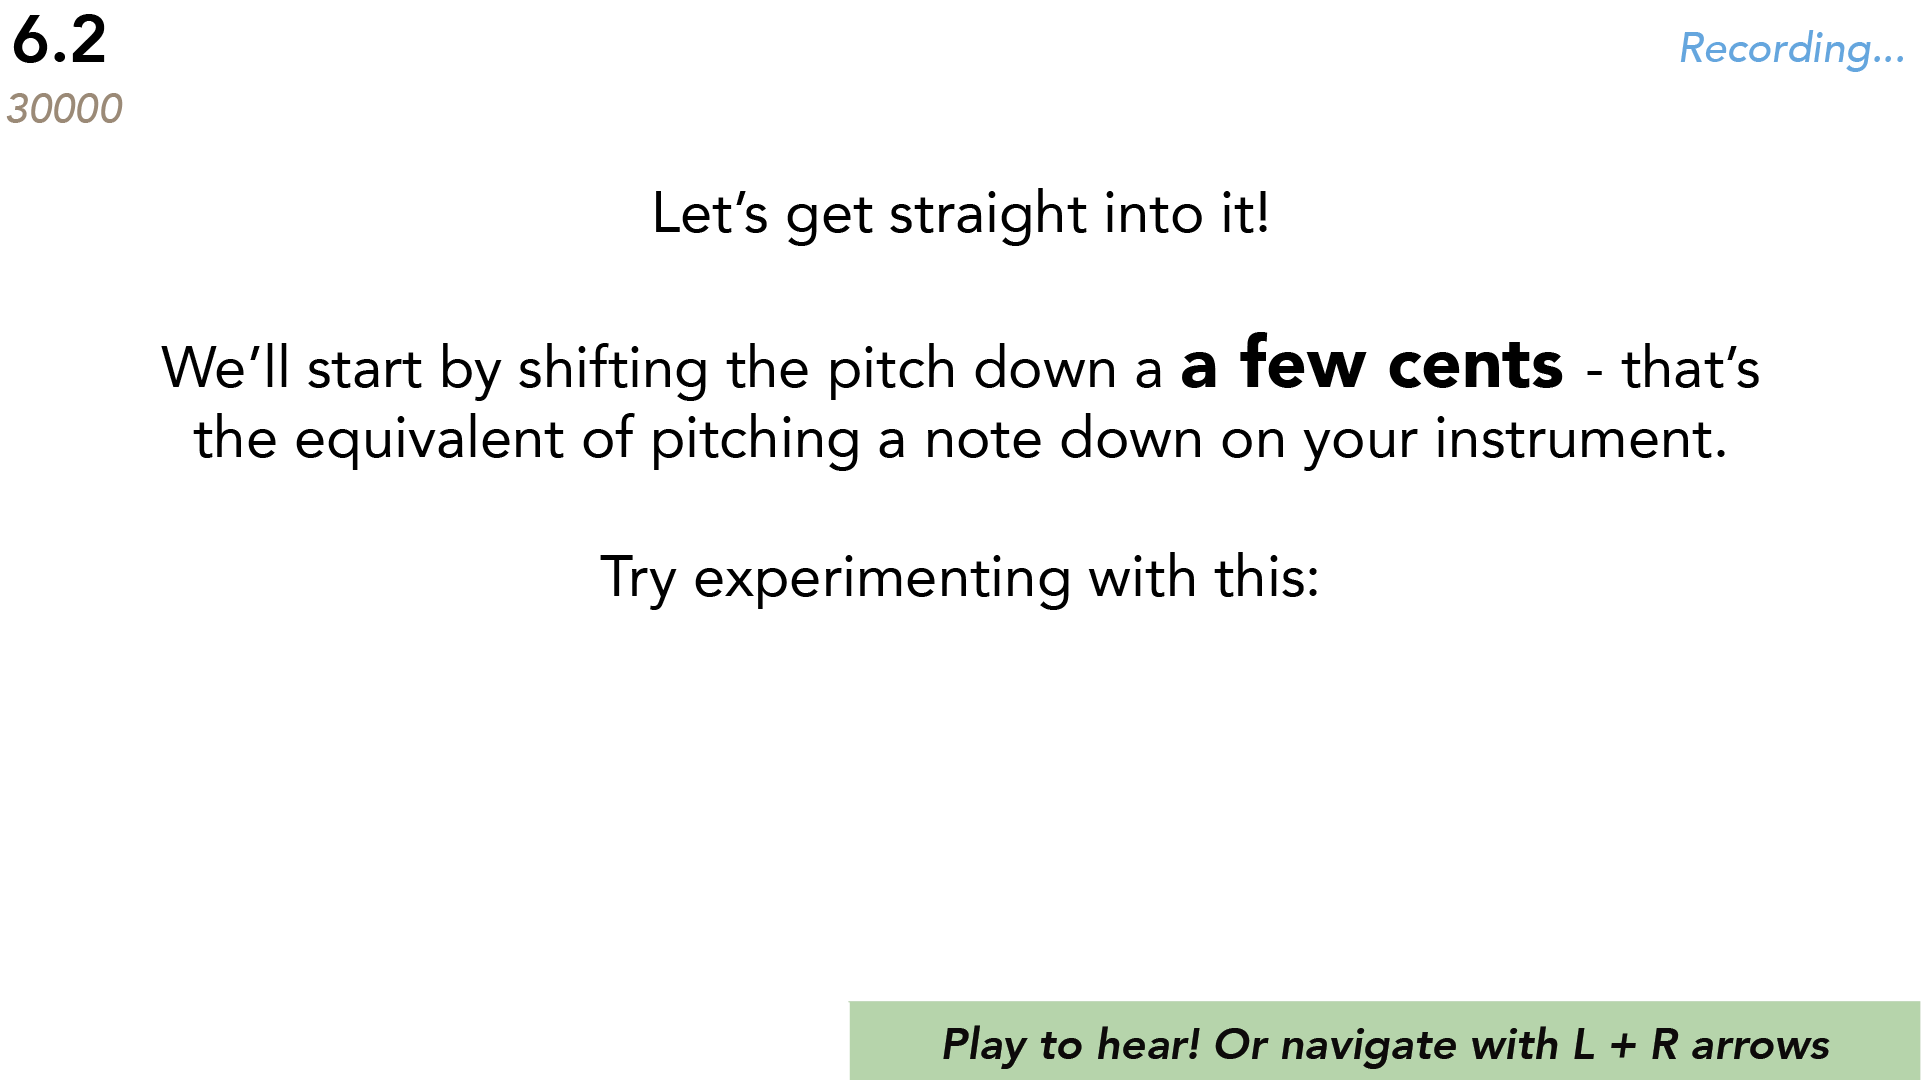 6.2
Recording...
30000
Let’s get straight into it!
We’ll start by shifting the pitch down a a few cents - that’s
the equivalent of pitching a note down on your instrument.
Try experimenting with this:
Play to hear! Or navigate with L + R arrows